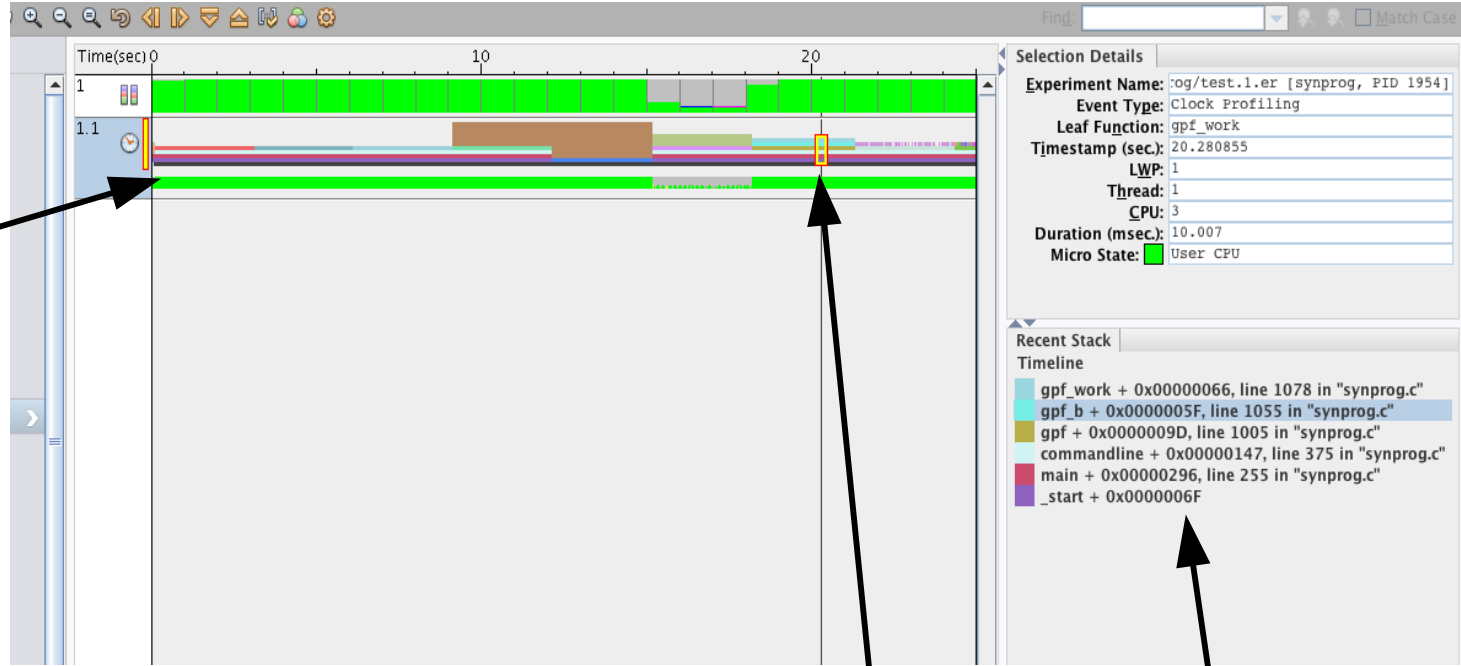 Find:
Match Case
Time(sec) 0 10 20
1
1.1
Selection Details
Experiment Name: :og/test.1.er [synprog, PID 1954]
Event Type: Clock Profiling
Leaf Function: gpf_work
Timestamp (sec.): 20.280855
LWP: 1
Thread: 1
CPU: 3
Duration (msec.): 10.007
Micro State: User CPU
Recent Stack
Timeline
gpf_work + 0x00000066, line 1078 in "synprog.c"
gpf_b + 0x0000005F, line 1055 in "synprog.c"
gpf + 0x0000009D, line 1005 in "synprog.c"
commandline + 0x00000147, line 375 in "synprog.c"
main + 0x00000296, line 255 in "synprog.c"
_start + 0x0000006F